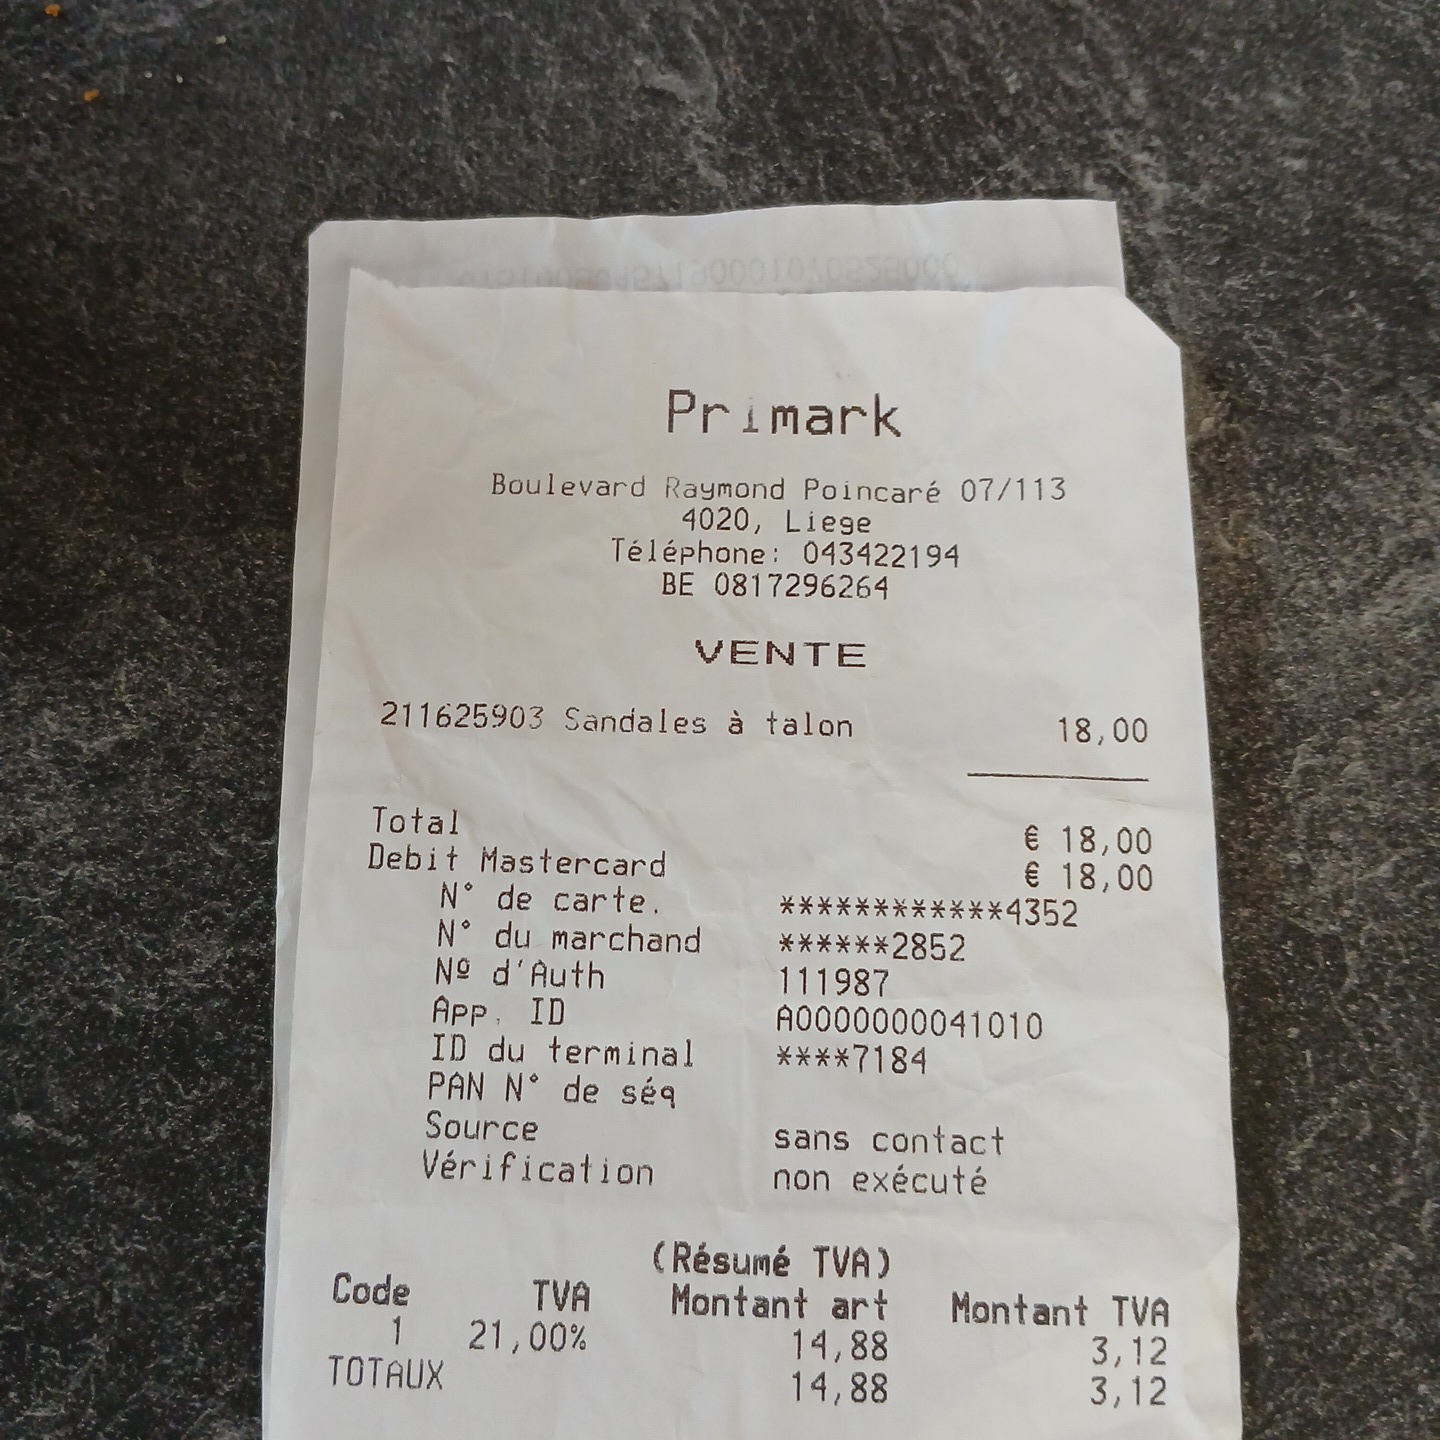 Primark
Boulevard Raymond Poincaré 07/113
4020, Liege
Téléphone: 043422194
BE 0817296264
VENTE
211625903 Sandales à talon 18,00
Total € 18,00
Debit Mastercard € 18,00
N° de carte. ************4352
N° du marchand ******2852
Nº d'Auth 111987
App. ID A0000000041010
ID du terminal ****7184
PAN N° de séq
Source sans contact
Vérification non exécuté
(Résumé TVA)
Code TVA Montant art Montant TVA
1 21,00% 14,88 3,12
TOTAUX 14,88 3,12